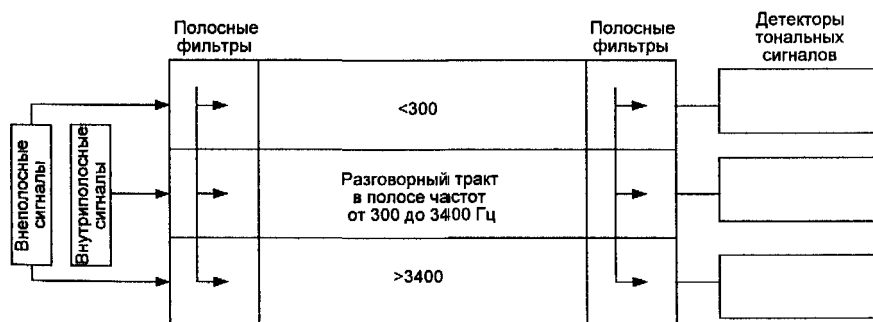 Полосные
фильтры
Полосные
фильтры
Детекторы
тональных
сигналов
Внеполосные
сигналы
Внутриполосные
сигналы
<300
Разговорный тракт
в полосе частот
от 300 до 3400 Гц
>3400